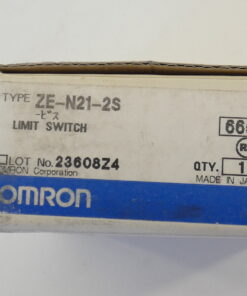 TYPE ZE-N21-2S
-ビス
LIMIT SWITCH
66
R
LOT No. 23608Z4
QTY. 1
OMRON Corporation
MADE IN JA
OMRON